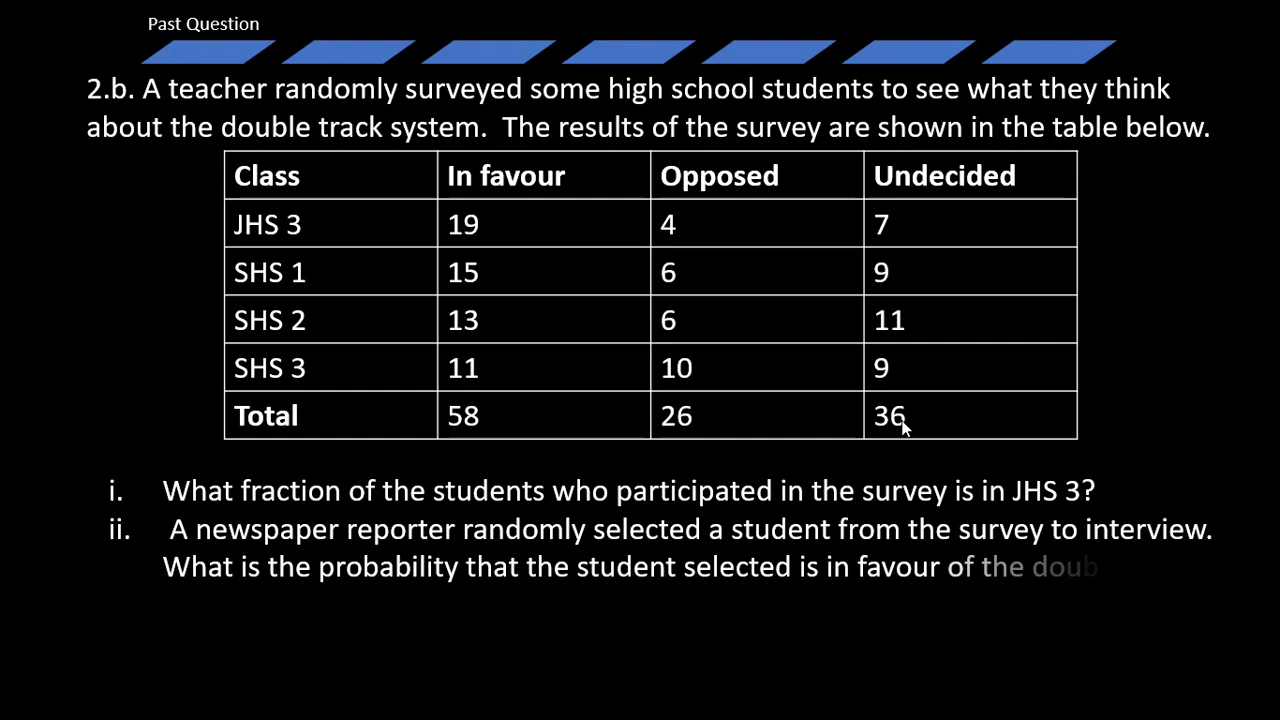 Past Question
2.b. A teacher randomly surveyed some high school students to see what they think
about the double track system. The results of the survey are shown in the table below.
Class In favour Opposed Undecided
JHS 3 19 4 7
SHS 1 15 6 9
SHS 2 13 6 11
SHS 3 11 10 9
Total 58 26 36
i. What fraction of the students who participated in the survey is in JHS 3?
ii. A newspaper reporter randomly selected a student from the survey to interview.
What is the probability that the student selected is in favour of the doub